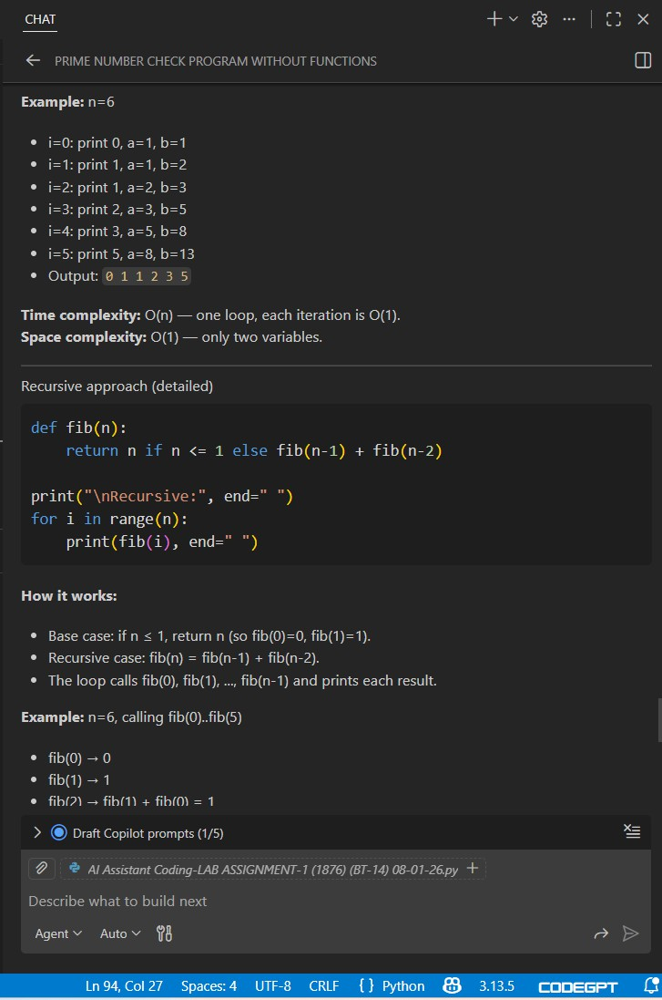 CHAT
PRIME NUMBER CHECK PROGRAM WITHOUT FUNCTIONS
Example: n=6
• i=0: print 0, a=1, b=1
• i=1: print 1, a=1, b=2
• i=2: print 1, a=2, b=3
• i=3: print 2, a=3, b=5
• i=4: print 3, a=5, b=8
• i=5: print 5, a=8, b=13
• Output: 0 1 1 2 3 5
Time complexity: O(n) — one loop, each iteration is O(1).
Space complexity: O(1) — only two variables.
Recursive approach (detailed)
def fib(n):
    return n if n <= 1 else fib(n-1) + fib(n-2)
print("\nRecursive:", end=" ")
for i in range(n):
    print(fib(i), end=" ")
How it works:
• Base case: if n ≤ 1, return n (so fib(0)=0, fib(1)=1).
• Recursive case: fib(n) = fib(n-1) + fib(n-2).
• The loop calls fib(0), fib(1), ..., fib(n-1) and prints each result.
Example: n=6, calling fib(0)..fib(5)
• fib(0) → 0
• fib(1) → 1
• fib(2) → fib(1) + fib(0) = 1
Draft Copilot prompts (1/5)
AI Assistant Coding-LAB ASSIGNMENT-1 (1876) (BT-14) 08-01-26.py
Describe what to build next
Agent Auto
Ln 94, Col 27 Spaces: 4 UTF-8 CRLF {} Python 3.13.5 CODEGPT